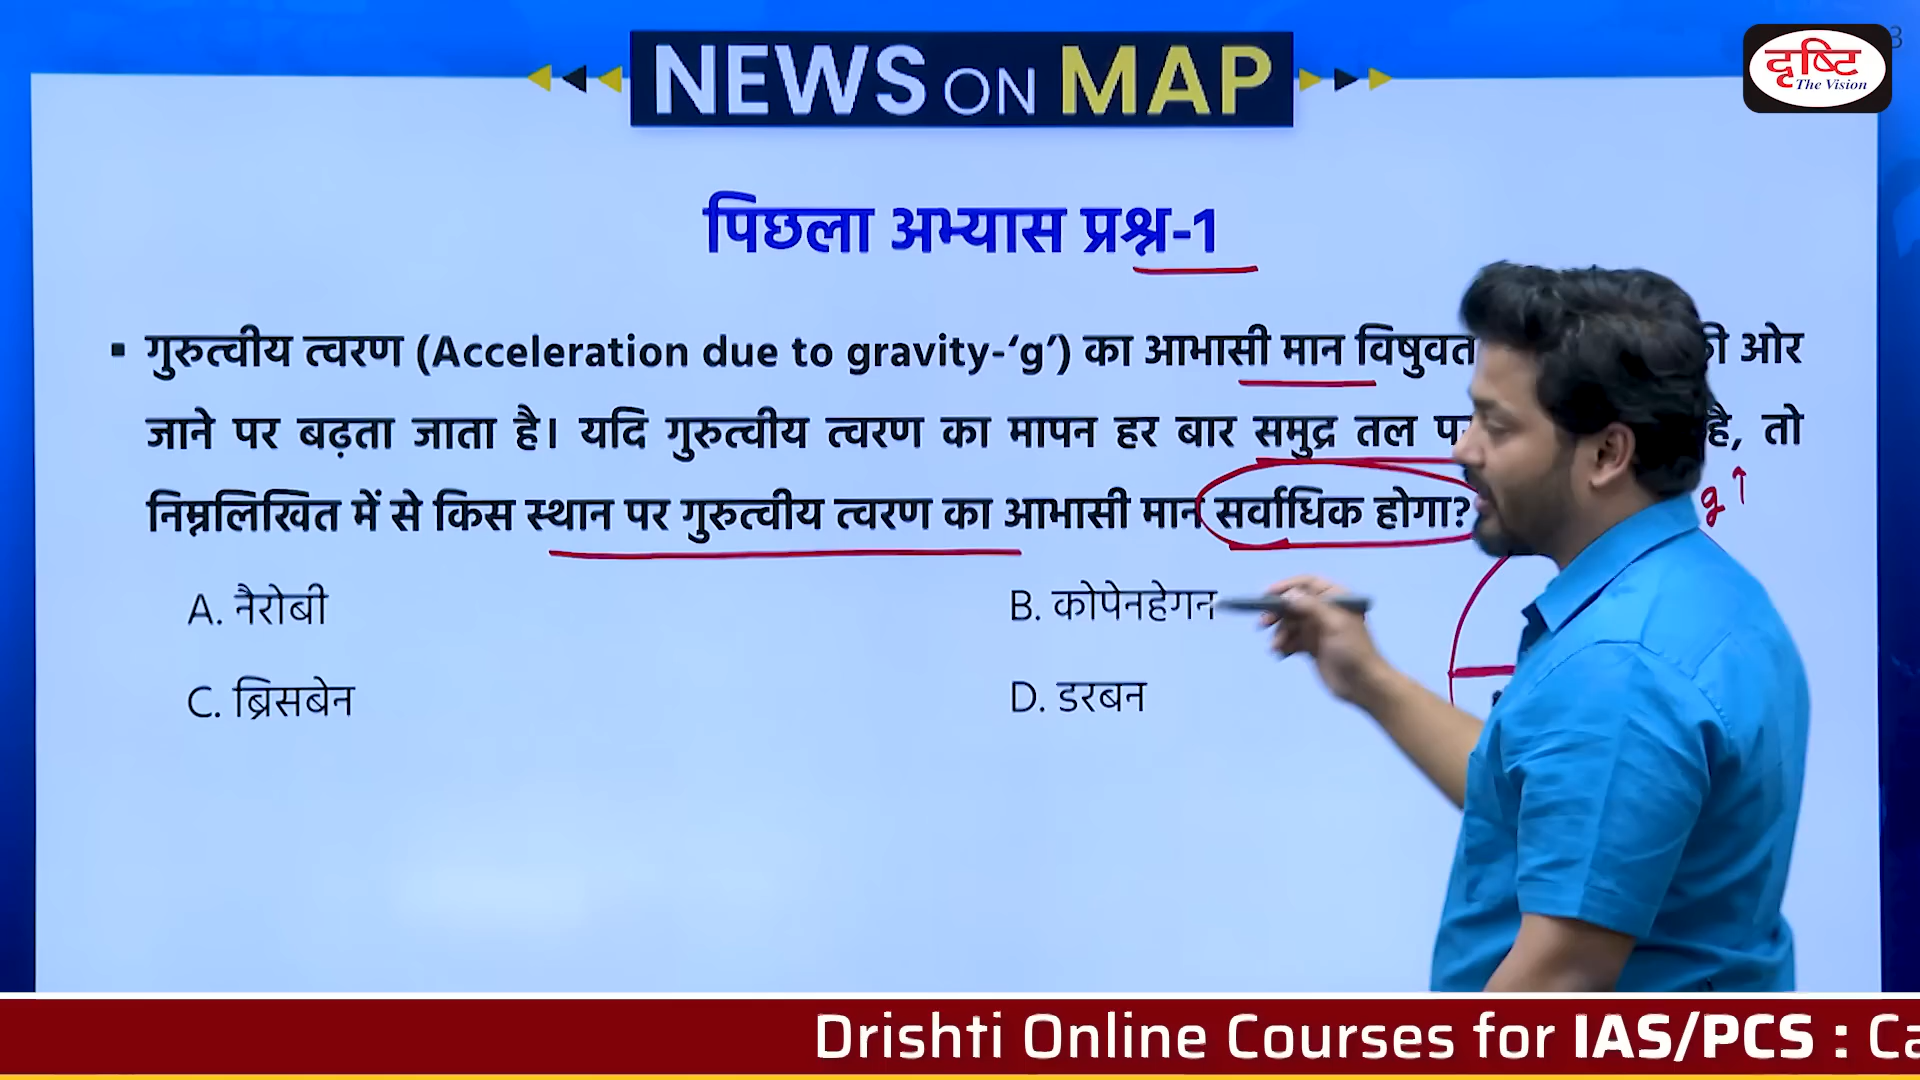 NEWS ON MAP
दृष्टि
The Vision
पिछला अभ्यास प्रश्न-1
▪ गुरुत्वीय त्वरण (Acceleration due to gravity-‘g’) का आभासी मान विषुवत ओर
जाने पर बढ़ता जाता है। यदि गुरुत्वीय त्वरण का मापन हर बार समुद्र तल है, तो
निम्नलिखित में से किस स्थान पर गुरुत्वीय त्वरण का आभासी मान सर्वाधिक होगा?
g↑
A. नैरोबी
B. कोपेनहेगन
C. ब्रिसबेन
D. डरबन
Drishti Online Courses for IAS/PCS :